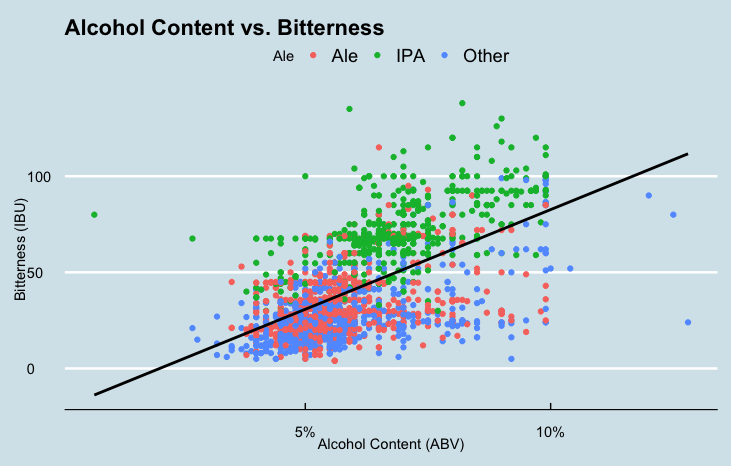 Alcohol Content vs. Bitterness
Ale Ale IPA Other
100
50
0
Bitterness (IBU)
5% 10%
Alcohol Content (ABV)